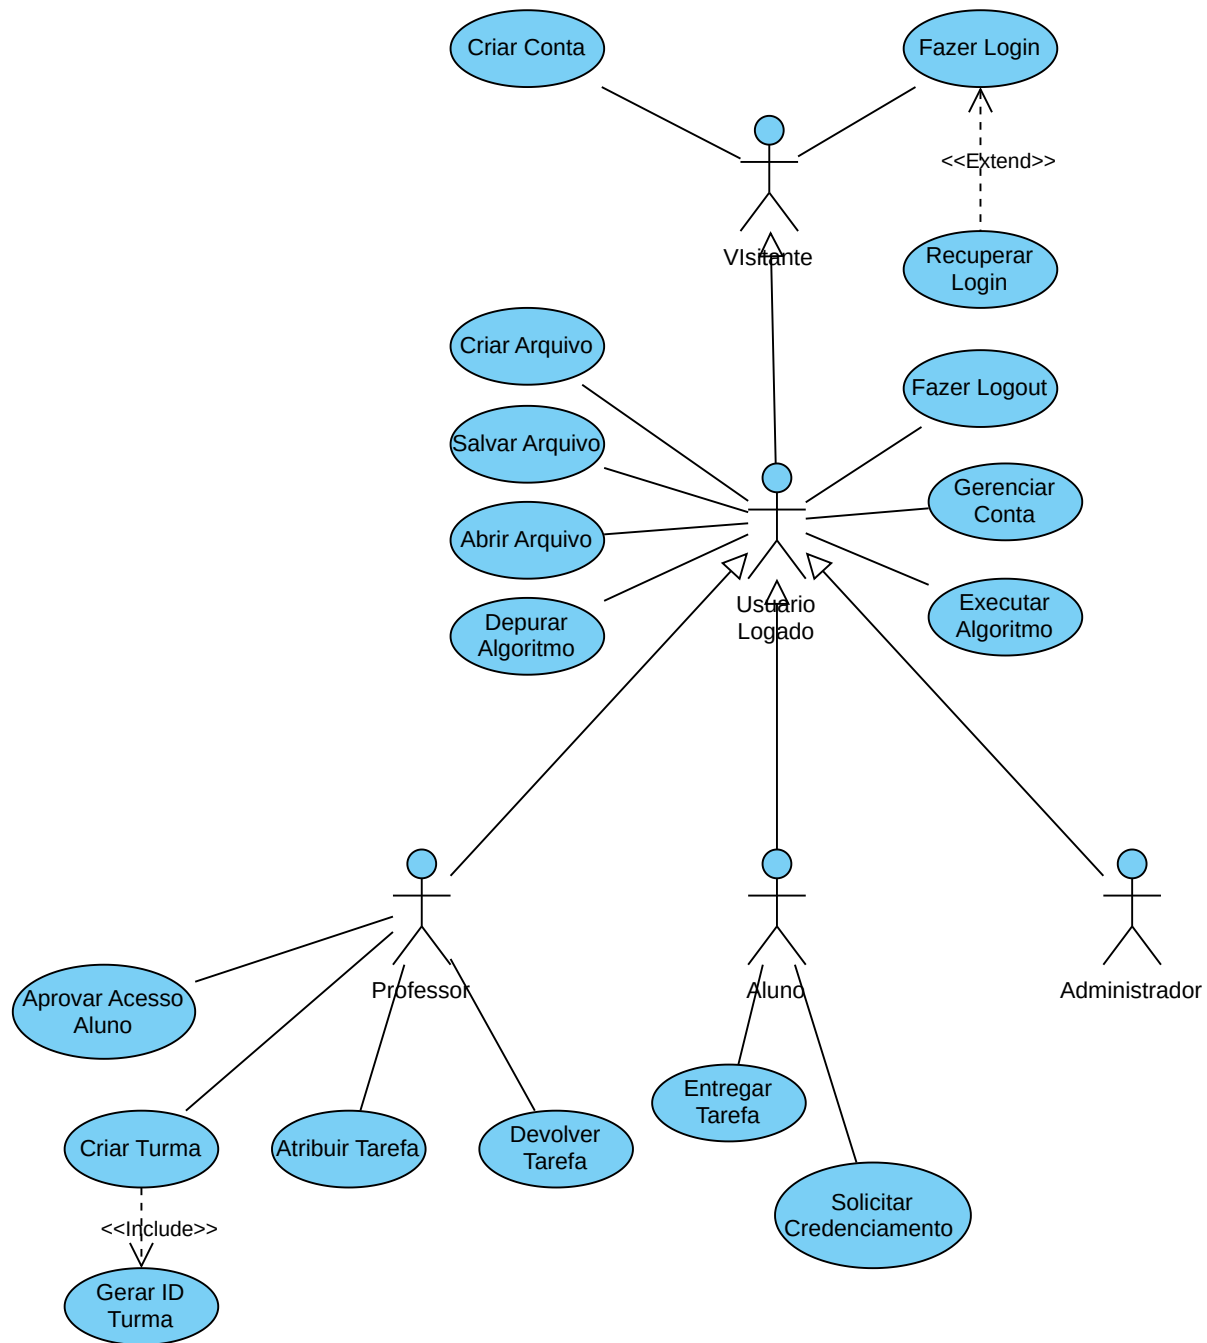 Criar Conta
Fazer Login
<<Extend>>
VIsitante
Recuperar
Login
Criar Arquivo
Fazer Logout
Salvar Arquivo
Gerenciar
Conta
Abrir Arquivo
Usuário
Logado
Executar
Algoritmo
Depurar
Algoritmo
Professor
Aluno
Administrador
Aprovar Acesso
Aluno
Entregar
Tarefa
Criar Turma
Atribuir Tarefa
Devolver
Tarefa
Solicitar
Credenciamento
<<Include>>
Gerar ID
Turma